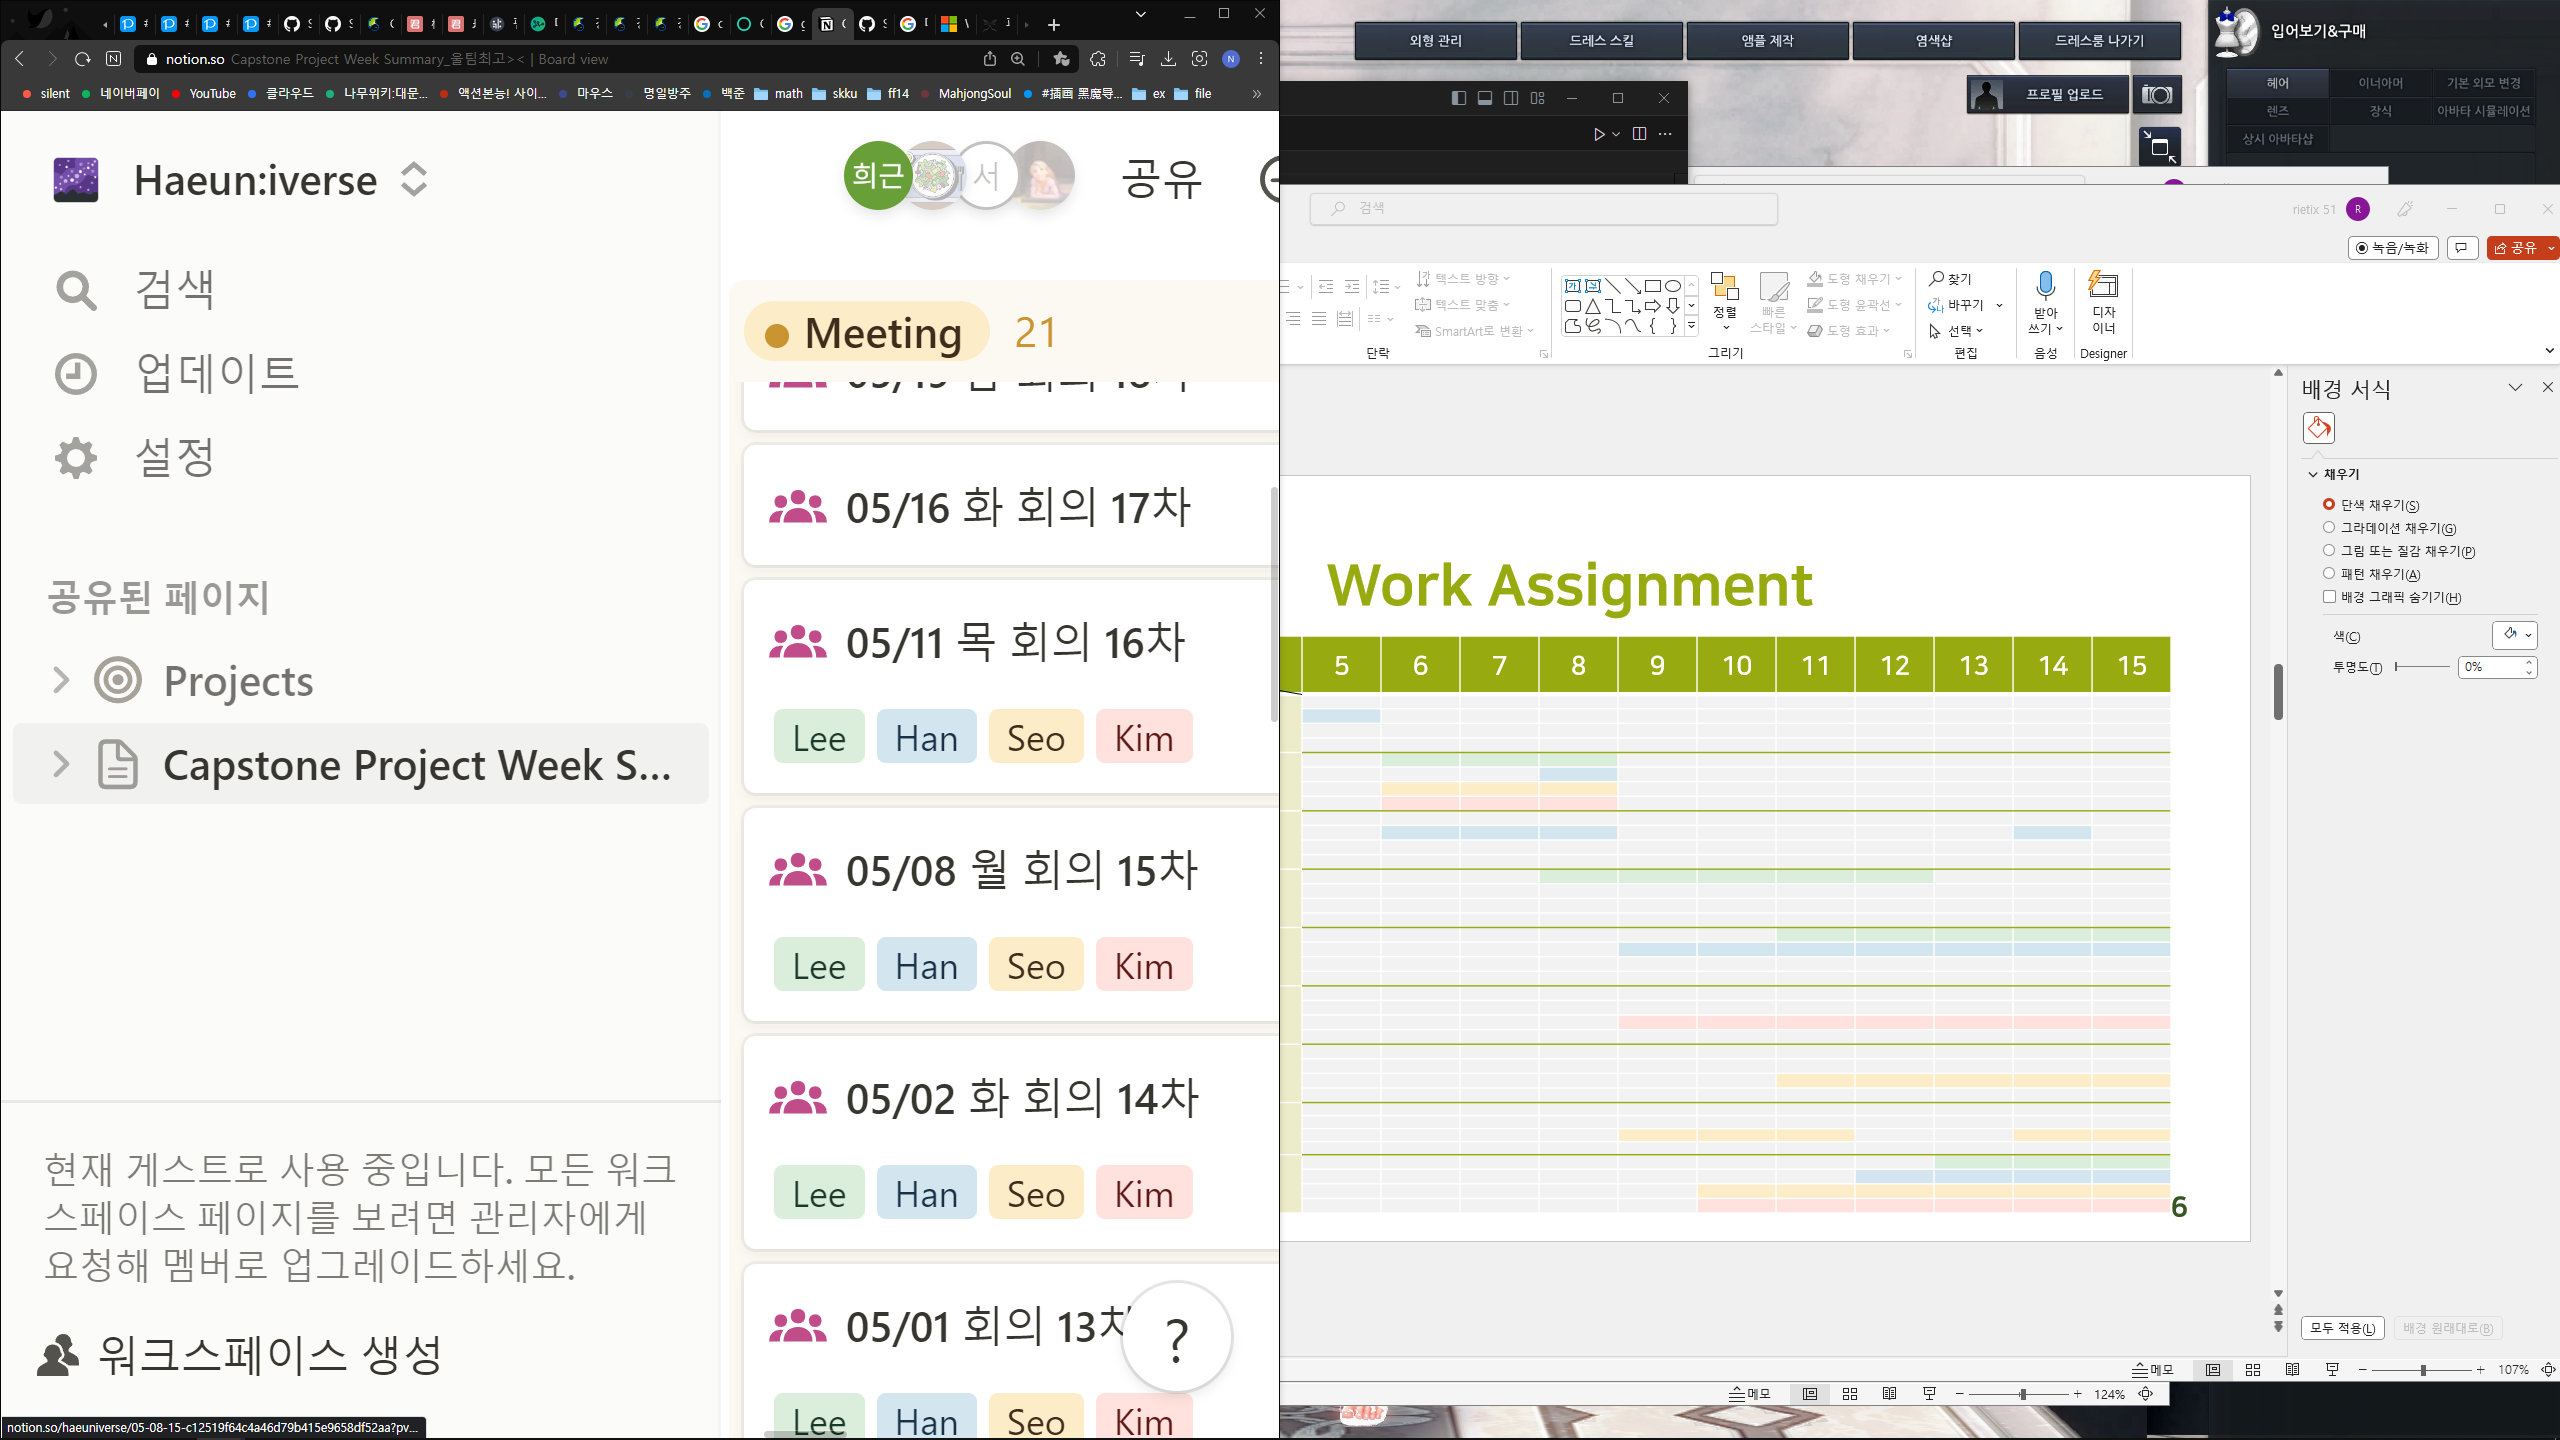 notion.so Capstone Project Week Summary_울림최고>< | Board view
silent 네이버페이 YouTube 클라우드 나무위키:대문... 액션본능! 사이... 마우스 명일방주 백준 math skku ff14 MahjongSoul #插画 黑魔导... ex file
Haeun:iverse
검색
업데이트
설정
공유된 페이지
Projects
Capstone Project Week S...
현재 게스트로 사용 중입니다. 모든 워크
스페이스 페이지를 보려면 관리자에게
요청해 멤버로 업그레이드하세요.
워크스페이스 생성
notion.so/haeuniverse/05-08-15-c12519f64c4a46d79b415e9658df52aa?pv...
희근 서 공유
Meeting 21
05/16 화 회의 17차
05/11 목 회의 16차
Lee Han Seo Kim
05/08 월 회의 15차
Lee Han Seo Kim
05/02 화 회의 14차
Lee Han Seo Kim
05/01 회의 13차
Lee Han Seo Kim
?
외형 관리 드레스 스킬 앰플 제작 염색샵 드레스룸 나가기
프로필 업로드
입어보기&구매
헤어 이너아머 기본 외모 변경
렌즈 장식 아바타 시뮬레이션
상시 아바타샵
검색
rietix 51 R
녹음/녹화 공유
텍스트 방향
텍스트 맞춤
SmartArt로 변환
단락
정렬
빠른
스타일
도형 채우기
도형 윤곽선
도형 효과
그리기
찾기
바꾸기
선택
편집
받아
쓰기
음성
디자
이너
Designer
Work Assignment
5 6 7 8 9 10 11 12 13 14 15
6
배경 서식
채우기
단색 채우기(S)
그라데이션 채우기(G)
그림 또는 질감 채우기(P)
패턴 채우기(A)
배경 그래픽 숨기기(H)
색(C)
투명도(T) 0%
모두 적용(L) 배경 원래대로(B)
메모 107%
메모 124%